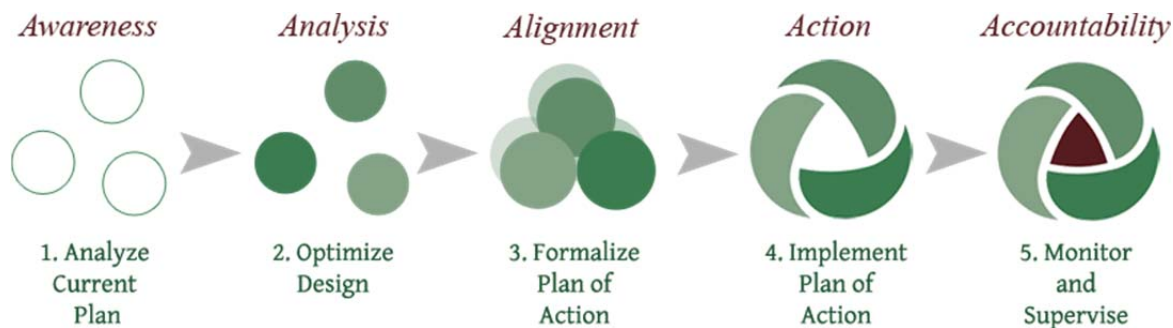 Awareness
Analysis
Alignment
Action
Accountability
1. Analyze
Current
Plan
2. Optimize
Design
3. Formalize
Plan of
Action
4. Implement
Plan of
Action
5. Monitor
and
Supervise